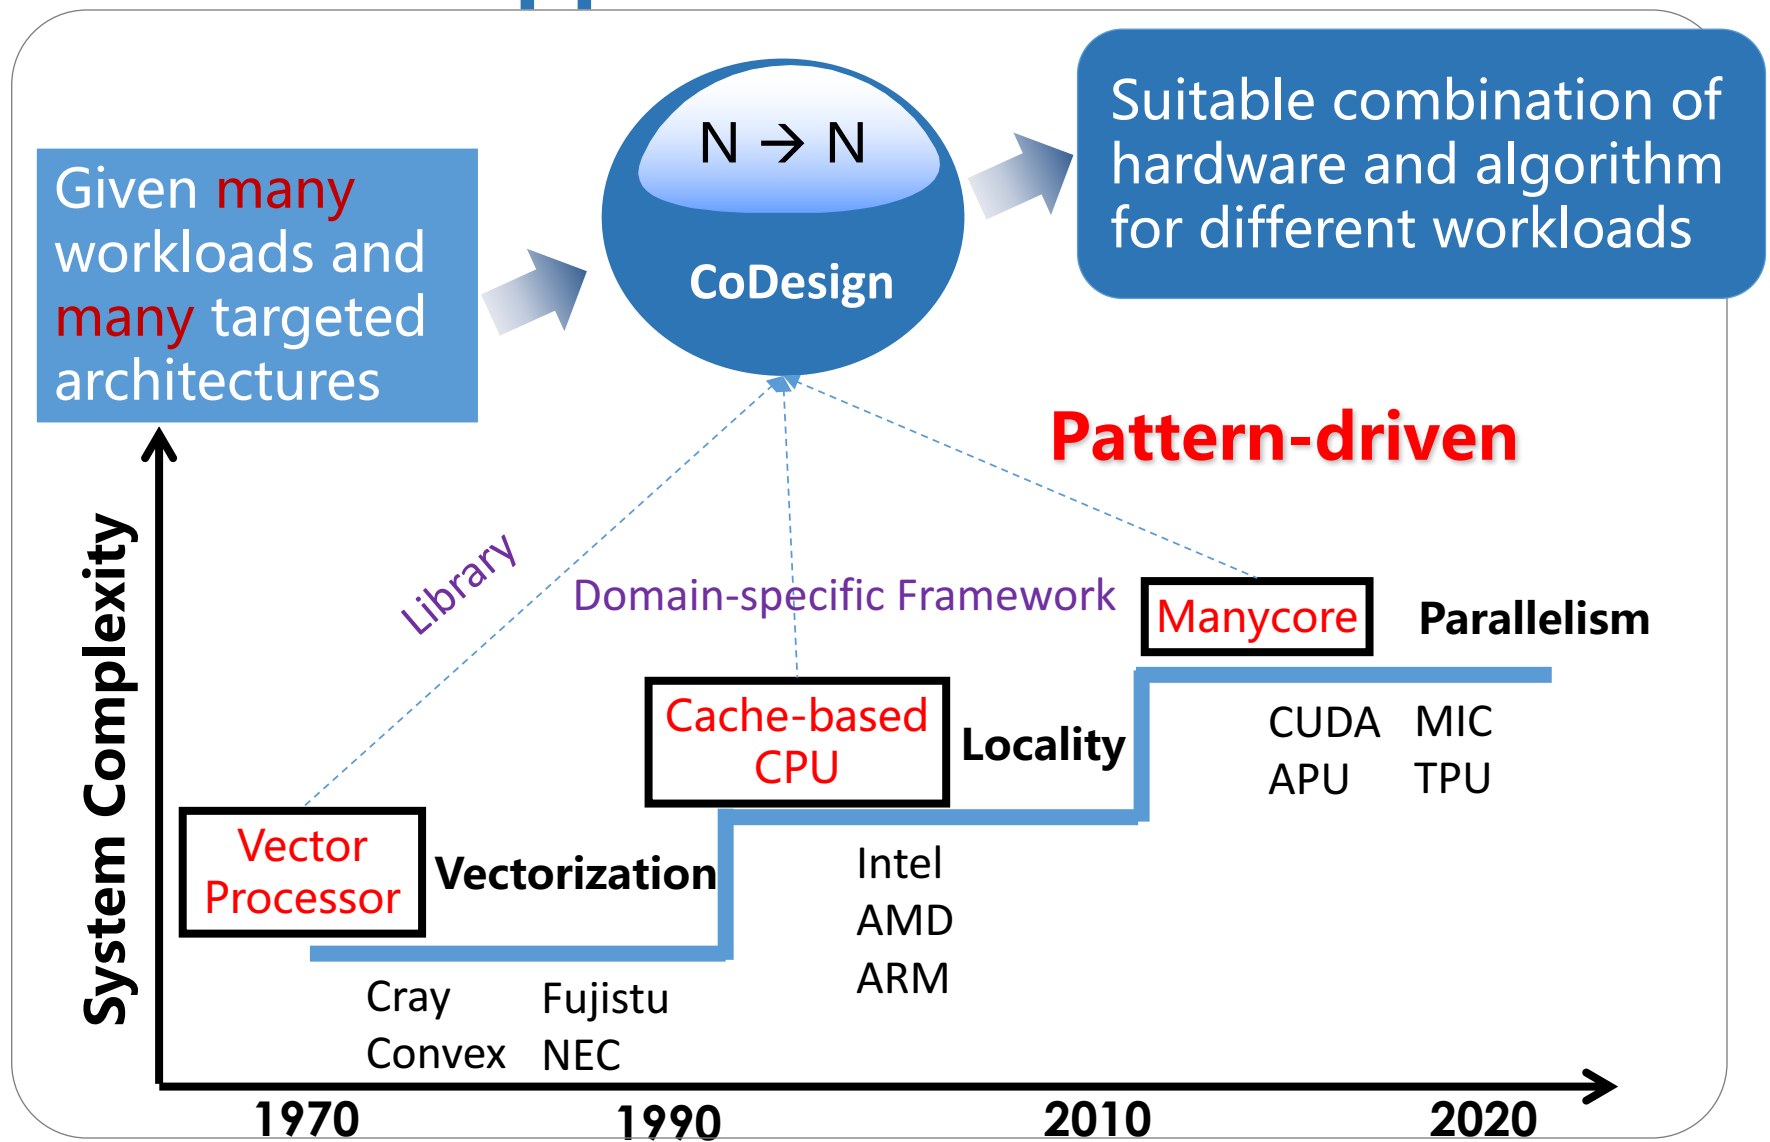 Given many
workloads and
many targeted
architectures
N → N
CoDesign
Suitable combination of
hardware and algorithm
for different workloads
Pattern-driven
System Complexity
Library
Domain-specific Framework
Manycore
Parallelism
CUDA MIC
APU TPU
Cache-based
CPU
Locality
Intel
AMD
ARM
Vector
Processor
Vectorization
Cray Fujistu
Convex NEC
1970 1990 2010 2020